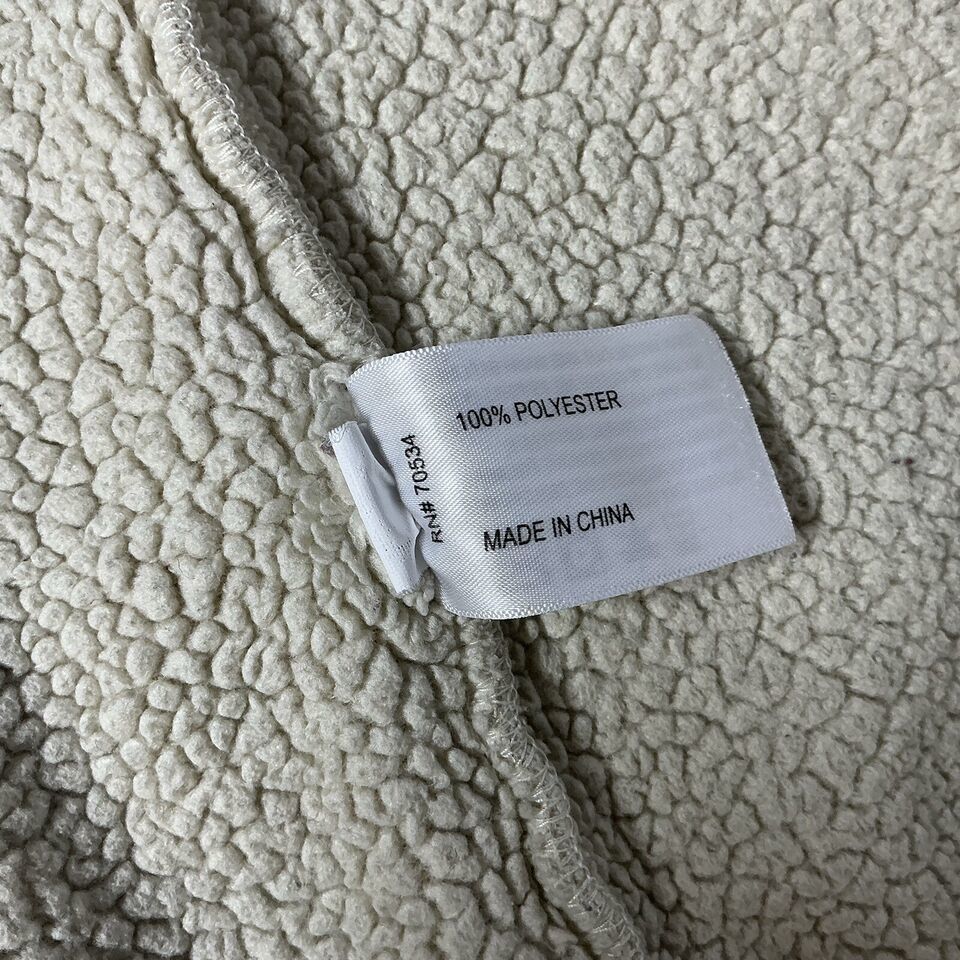 100% POLYESTER
MADE IN CHINA
RN# 70534